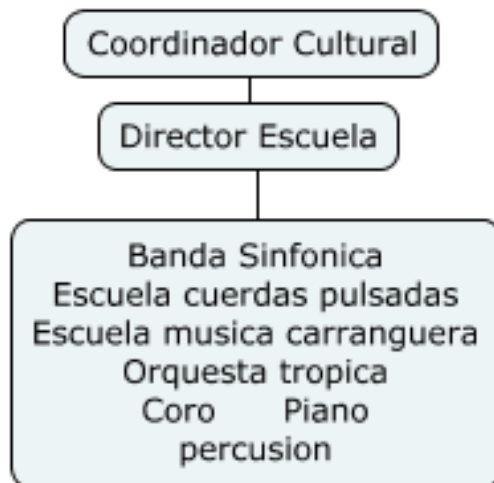 Coordinador Cultural
Director Escuela
Banda Sinfonica
Escuela cuerdas pulsadas
Escuela musica carranguera
Orquesta tropica
Coro Piano
percusion